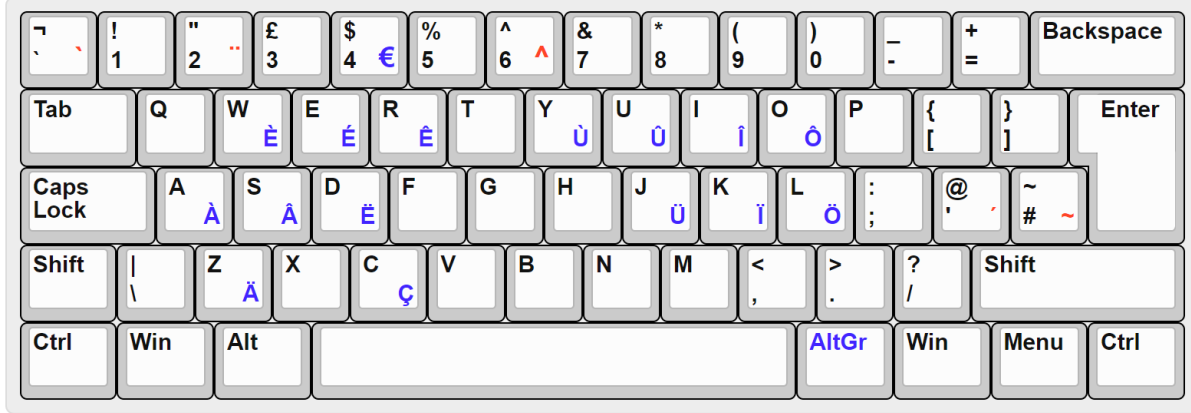 ¬ ! " £ $ % ^ & * ( ) _ + Backspace
` ` 1 2 ¨ 3 4 € 5 6 ^ 7 8 9 0 - =
Tab Q W E R T Y U I O P { } Enter
È É Ê Ù Û Î Ô [ ]
Caps A S D F G H J K L : @ ~
Lock À Â Ë Ü Ï Ö ; ' ´ # ~
Shift | Z X C V B N M < > ? Shift
\ Ä Ç , . /
Ctrl Win Alt AltGr Win Menu Ctrl